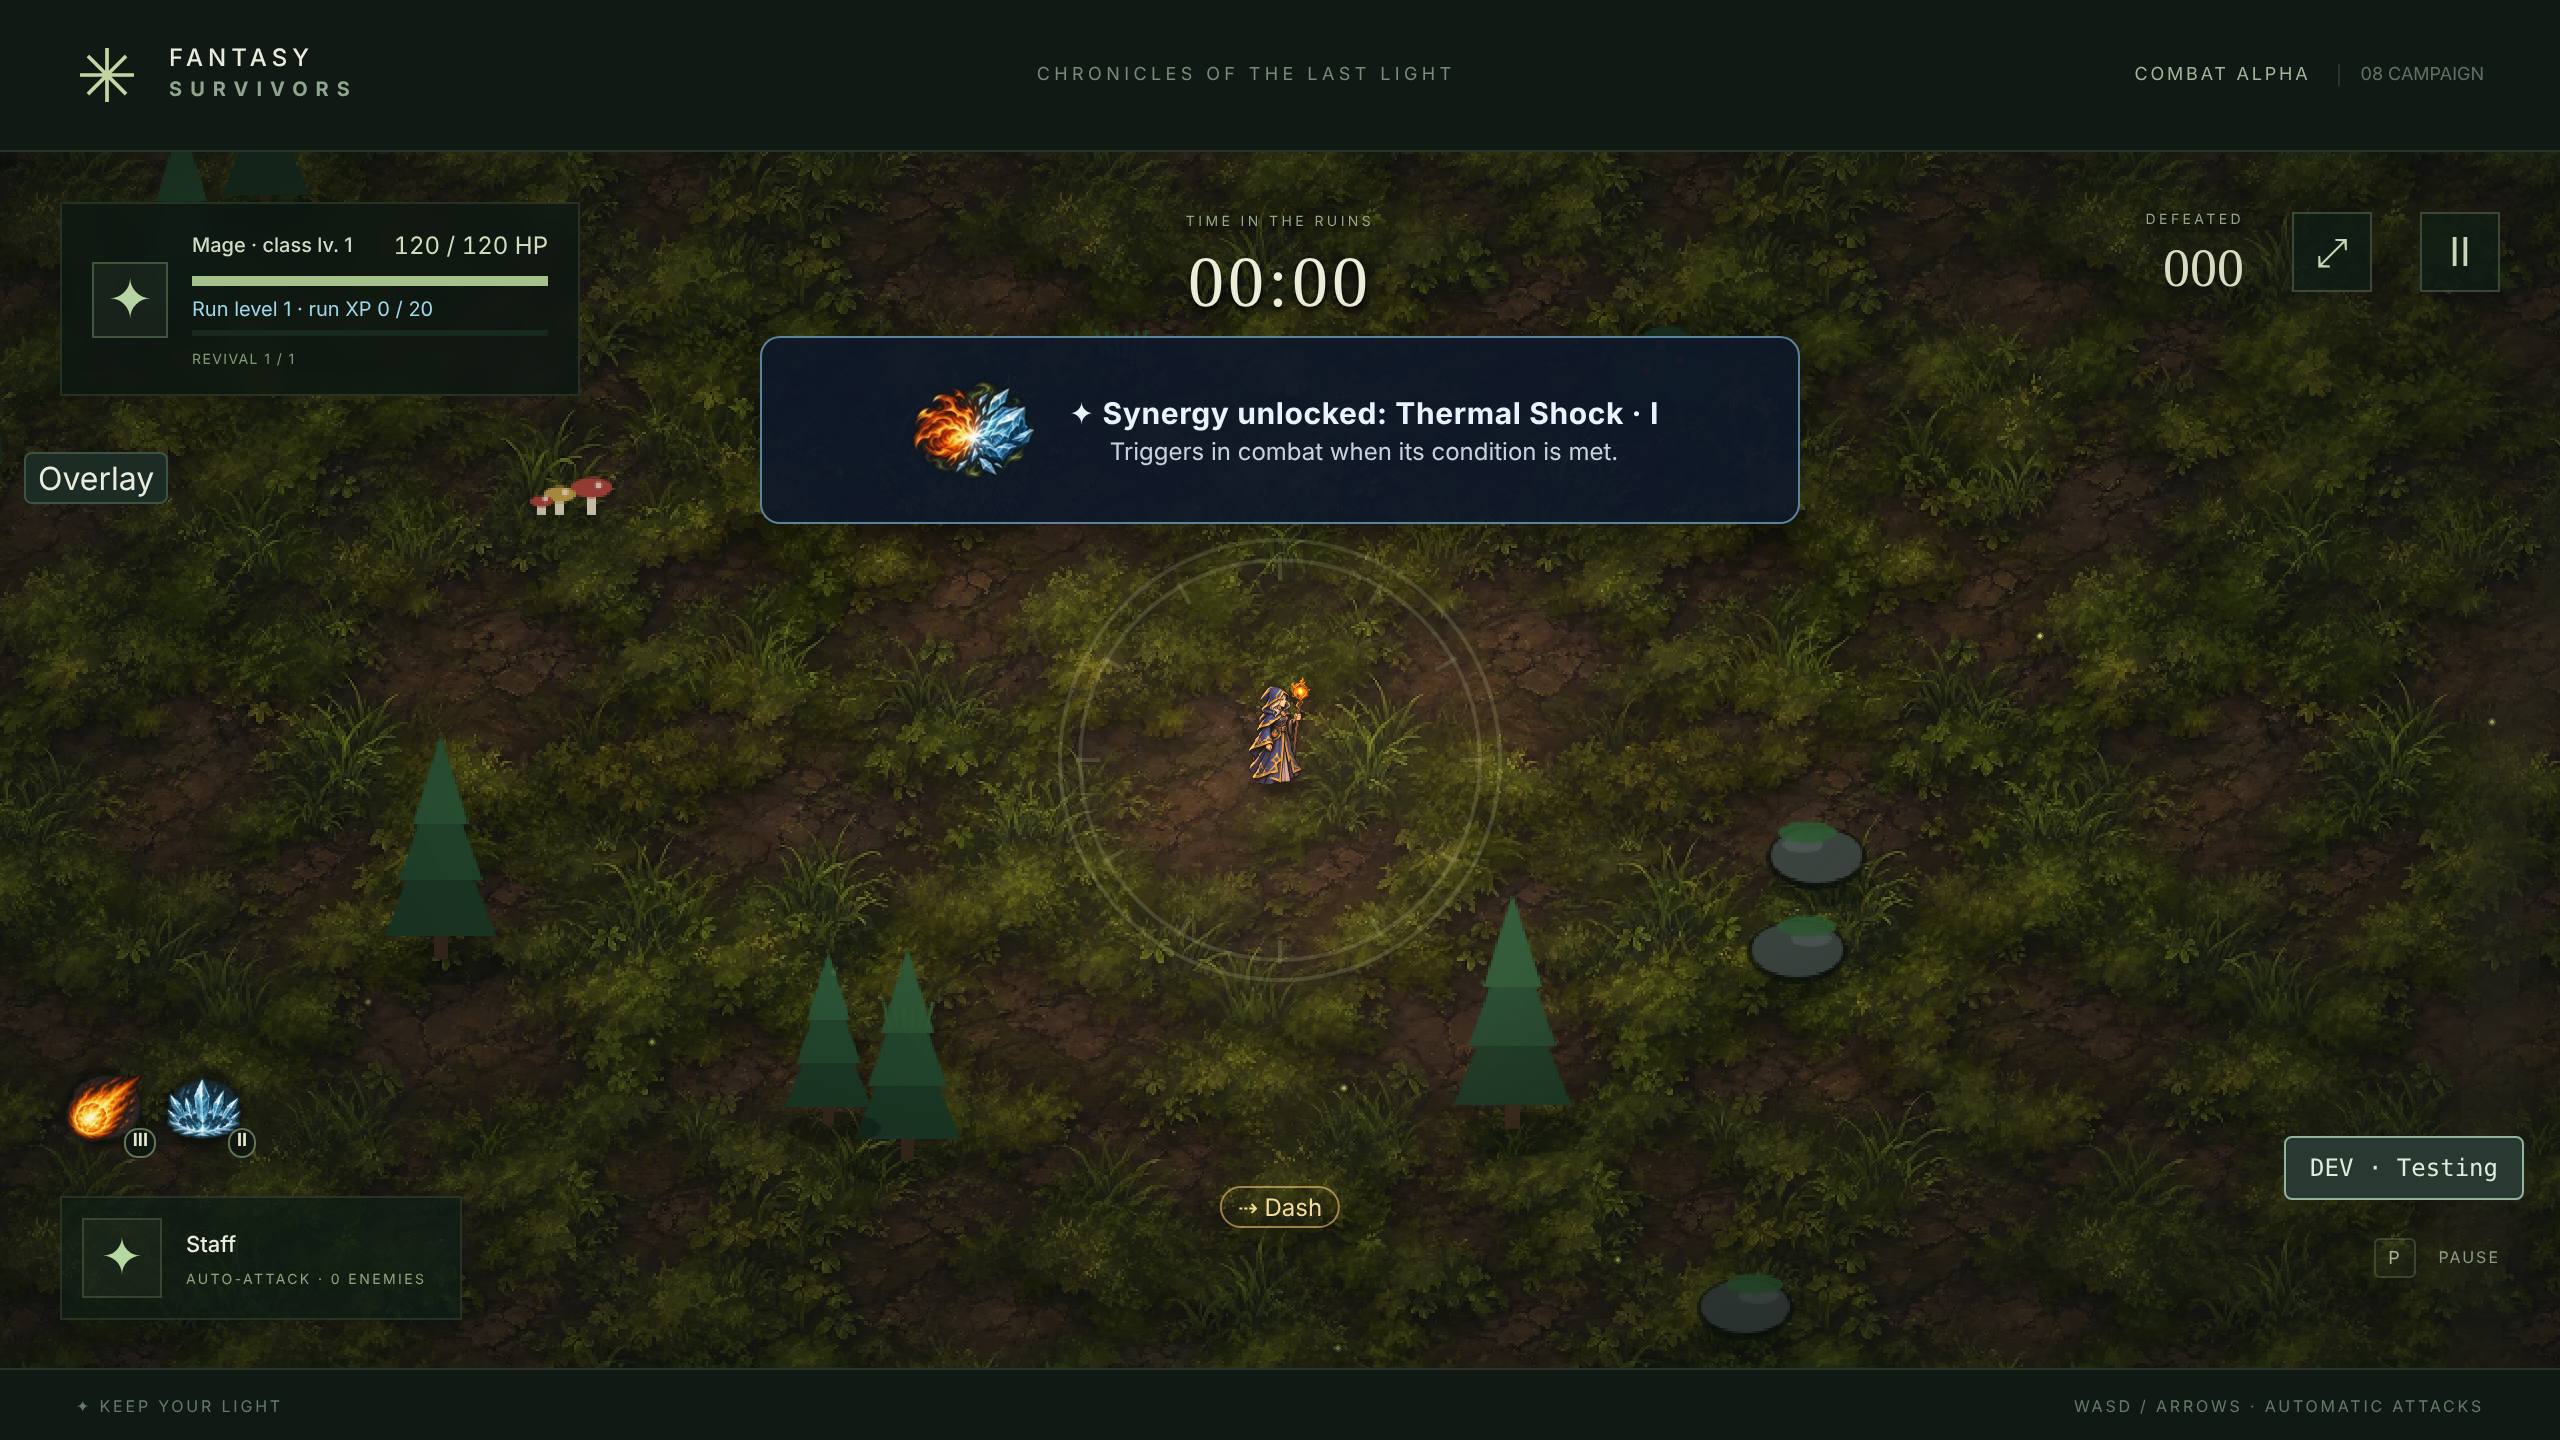 FANTASY
SURVIVORS
CHRONICLES OF THE LAST LIGHT
COMBAT ALPHA
08 CAMPAIGN
Mage · class lv. 1
120 / 120 HP
Run level 1 · run XP 0 / 20
REVIVAL 1 / 1
TIME IN THE RUINS
00:00
DEFEATED
000
✦ Synergy unlocked: Thermal Shock · I
Triggers in combat when its condition is met.
Overlay
III
II
Staff
AUTO-ATTACK · 0 ENEMIES
⇢ Dash
DEV · Testing
P
PAUSE
✦ KEEP YOUR LIGHT
WASD / ARROWS · AUTOMATIC ATTACKS